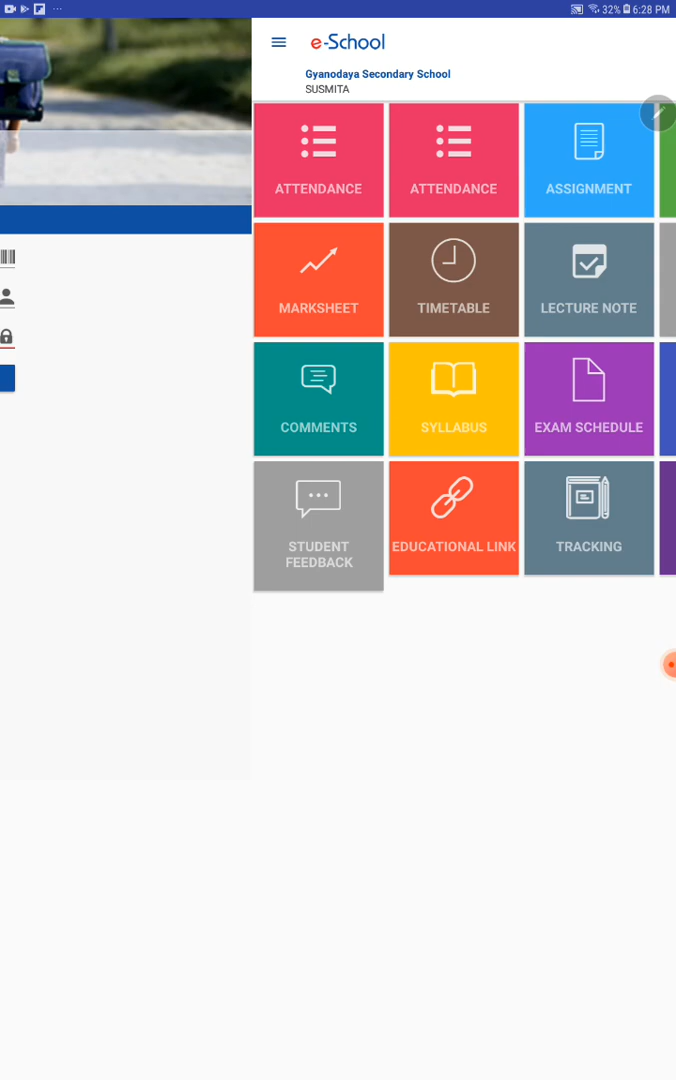 32% 6:28 PM
e-School
Gyanodaya Secondary School
SUSMITA
ATTENDANCE
ATTENDANCE
ASSIGNMENT
MARKSHEET
TIMETABLE
LECTURE NOTE
COMMENTS
SYLLABUS
EXAM SCHEDULE
STUDENT
FEEDBACK
EDUCATIONAL LINK
TRACKING